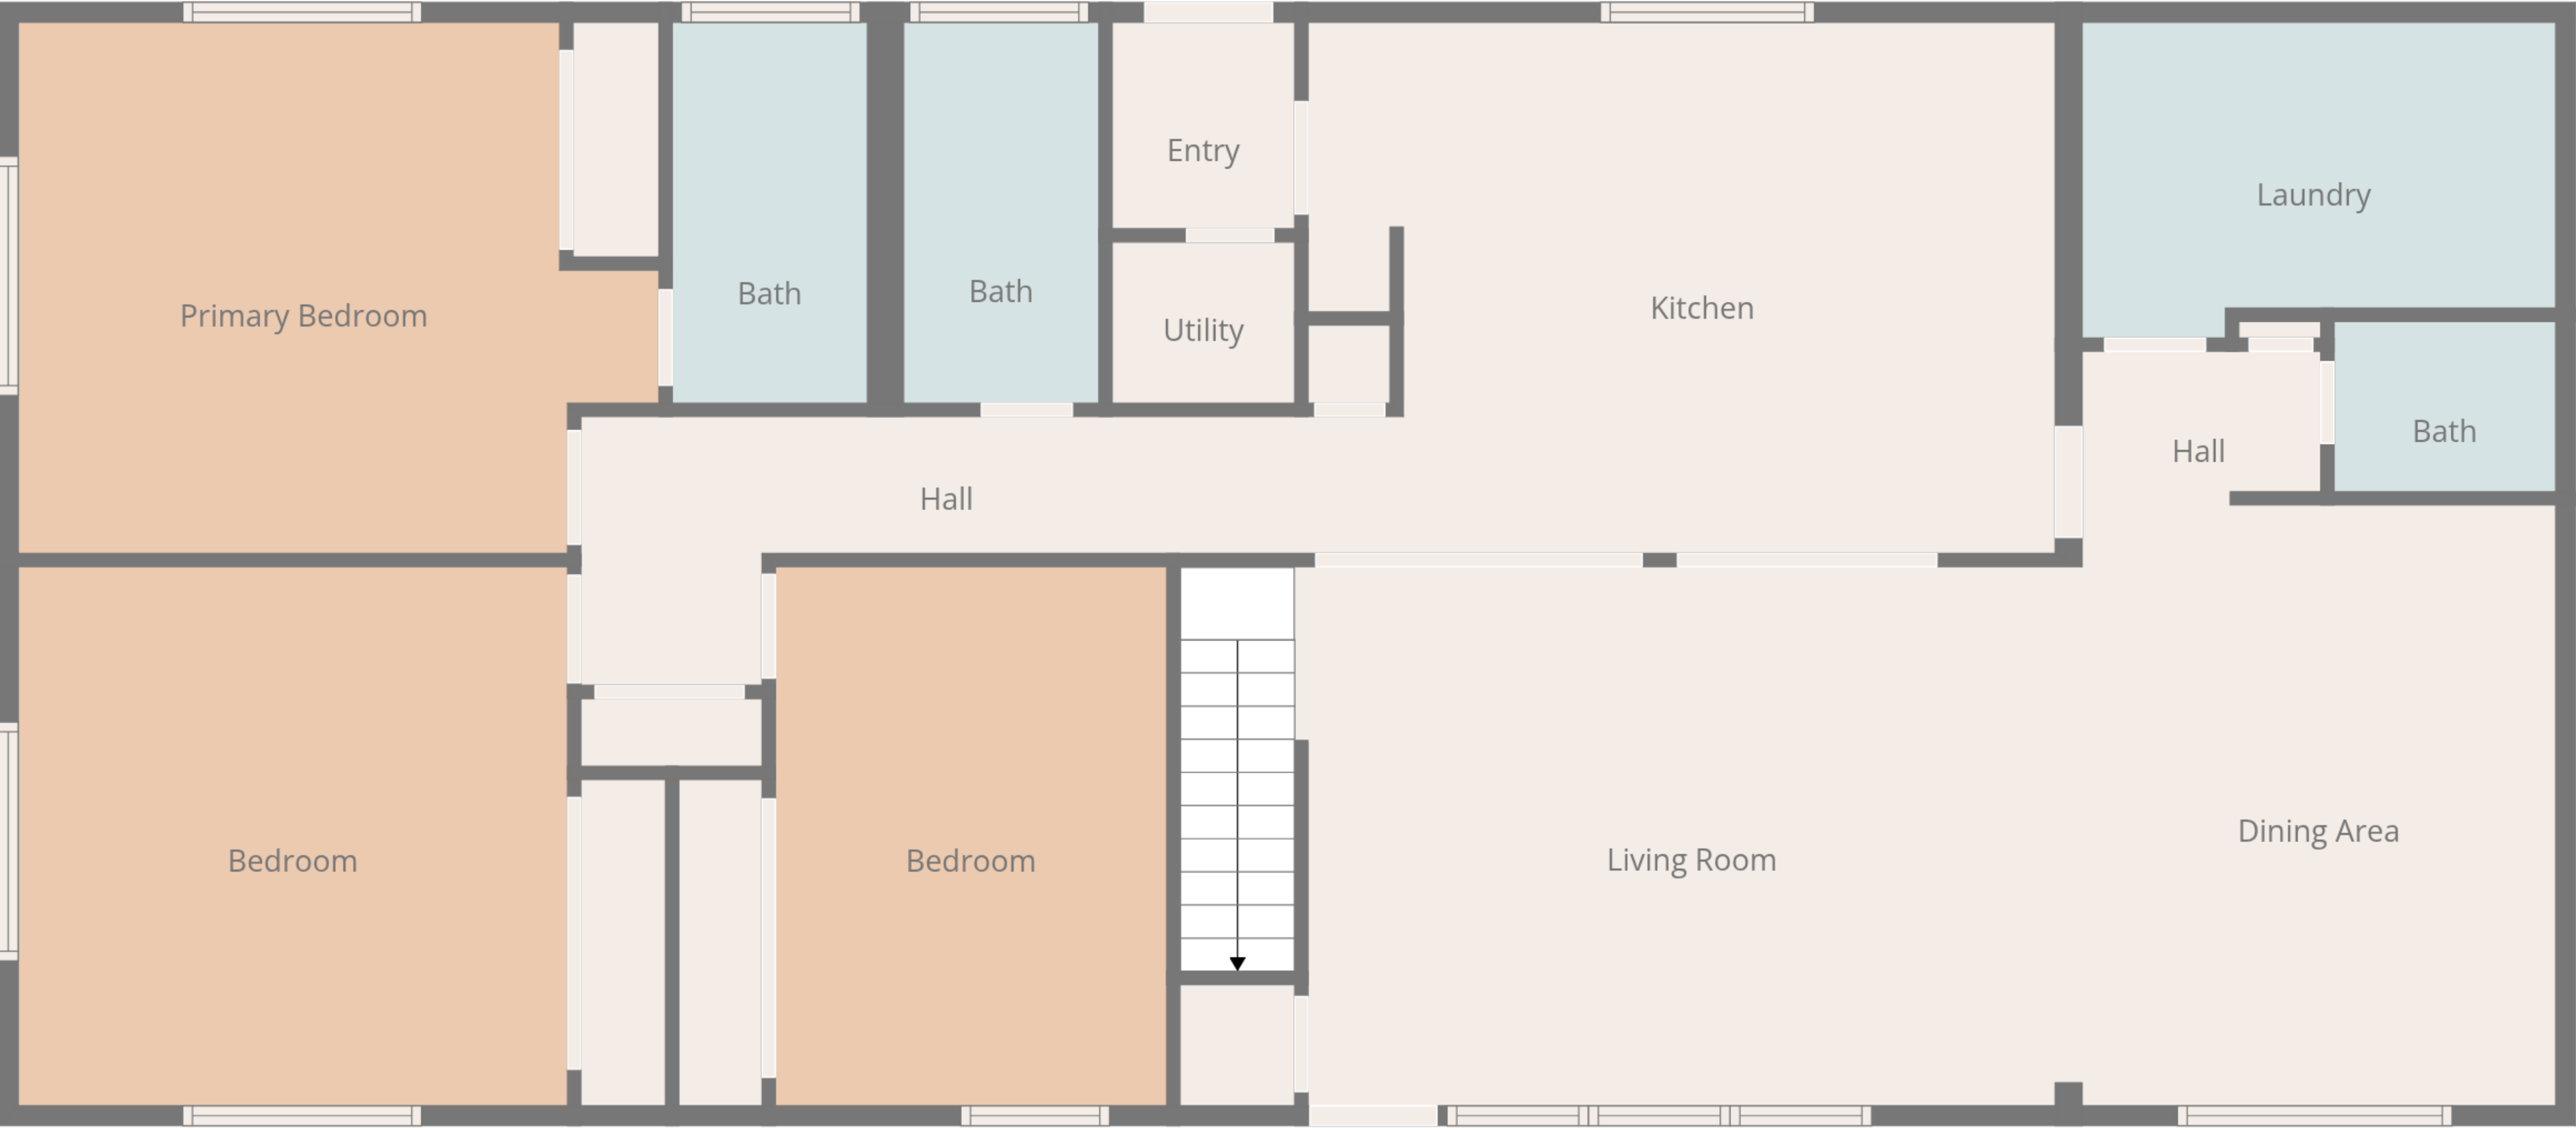 Entry
Laundry
Bath
Bath
Kitchen
Primary Bedroom
Utility
Bath
Hall
Hall
Dining Area
Bedroom
Bedroom
Living Room